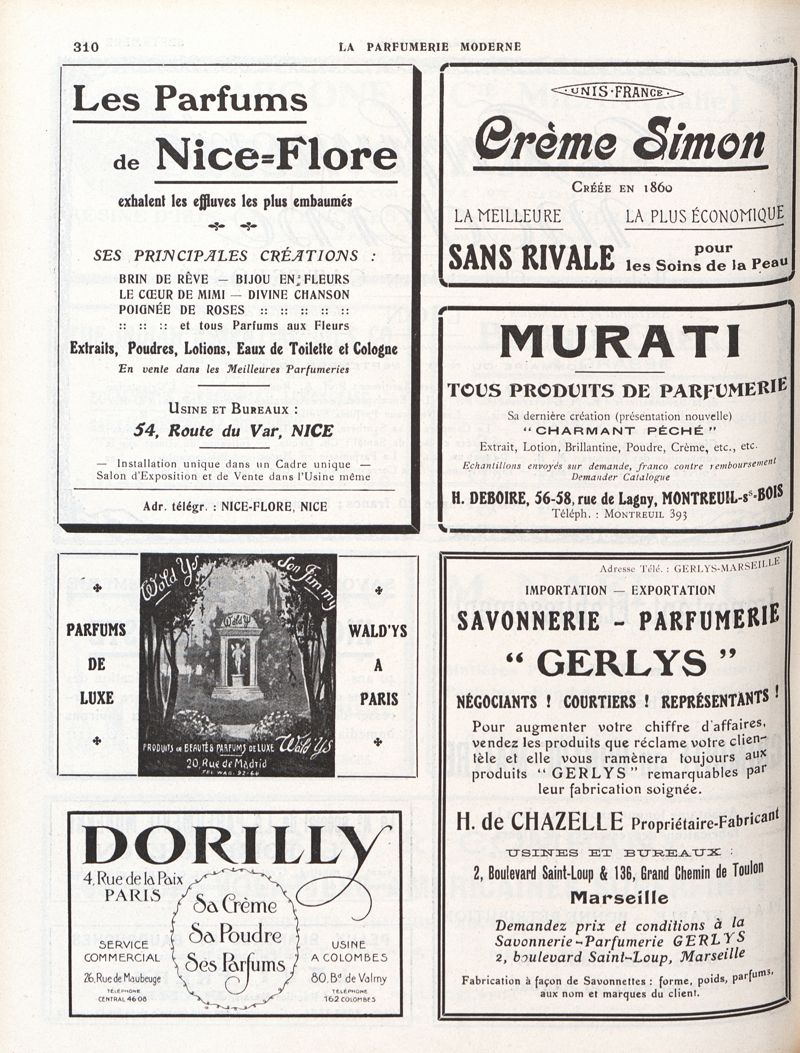 310
LA PARFUMERIE MODERNE
Les Parfums
de Nice=Flore
exhalent les effluves les plus embaumés
SES PRINCIPALES CRÉATIONS :
BRIN DE RÊVE — BIJOU EN FLEURS
LE CŒUR DE MIMI — DIVINE CHANSON
POIGNÉE DE ROSES :: :: :: :: ::
:: :: :: et tous Parfums aux Fleurs
Extraits, Poudres, Lotions, Eaux de Toilette et Cologne
En vente dans les Meilleures Parfumeries
USINE ET BUREAUX :
54, Route du Var, NICE
— Installation unique dans un Cadre unique —
Salon d'Exposition et de Vente dans l'Usine même
Adr. télégr. : NICE-FLORE, NICE
UNIS-FRANCE
Crème Simon
CRÉÉE EN 1860
LA MEILLEURE LA PLUS ÉCONOMIQUE
SANS RIVALE pour
les Soins de la Peau
MURATI
TOUS PRODUITS DE PARFUMERIE
Sa dernière création (présentation nouvelle)
“ CHARMANT PÉCHÉ ”
Extrait, Lotion, Brillantine, Poudre, Crème, etc., etc.
Echantillons envoyés sur demande, franco contre remboursement
Demander Catalogue
H. DEBOIRE, 56-58, rue de Lagny, MONTREUIL-sˢ-BOIS
Téléph. : MONTREUIL 393
PARFUMS
DE
LUXE
Wold Ys
Son Jimmy
Wald Ys
PRODUITS DE BEAUTÉS PARFUMS DE LUXE Wald Ys
20, Rue de Madrid
TEL WAG. 92-64
WALD'YS
A
PARIS
DORILLY
4, Rue de la Paix
PARIS
Sa Crème
Sa Poudre
Ses Parfums
SERVICE
COMMERCIAL
26, Rue de Maubeuge
TÉLÉPHONE
CENTRAL 46 08
USINE
A COLOMBES
80, Bᵈ de Valmy
TÉLÉPHONE
162 COLOMBES
Adresse Télé. : GERLYS-MARSEILLE
IMPORTATION — EXPORTATION
SAVONNERIE - PARFUMERIE
“ GERLYS ”
NÉGOCIANTS ! COURTIERS ! REPRÉSENTANTS !
Pour augmenter votre chiffre d'affaires,
vendez les produits que réclame votre clien-
tèle et elle vous ramènera toujours aux
produits “ GERLYS ” remarquables par
leur fabrication soignée.
H. de CHAZELLE Propriétaire-Fabricant
USINES ET BUREAUX :
2, Boulevard Saint-Loup & 136, Grand Chemin de Toulon
Marseille
Demandez prix et conditions à la
Savonnerie-Parfumerie GERLYS
2, boulevard Saint-Loup, Marseille
Fabrication à façon de Savonnettes : forme, poids, parfums,
aux nom et marques du client.